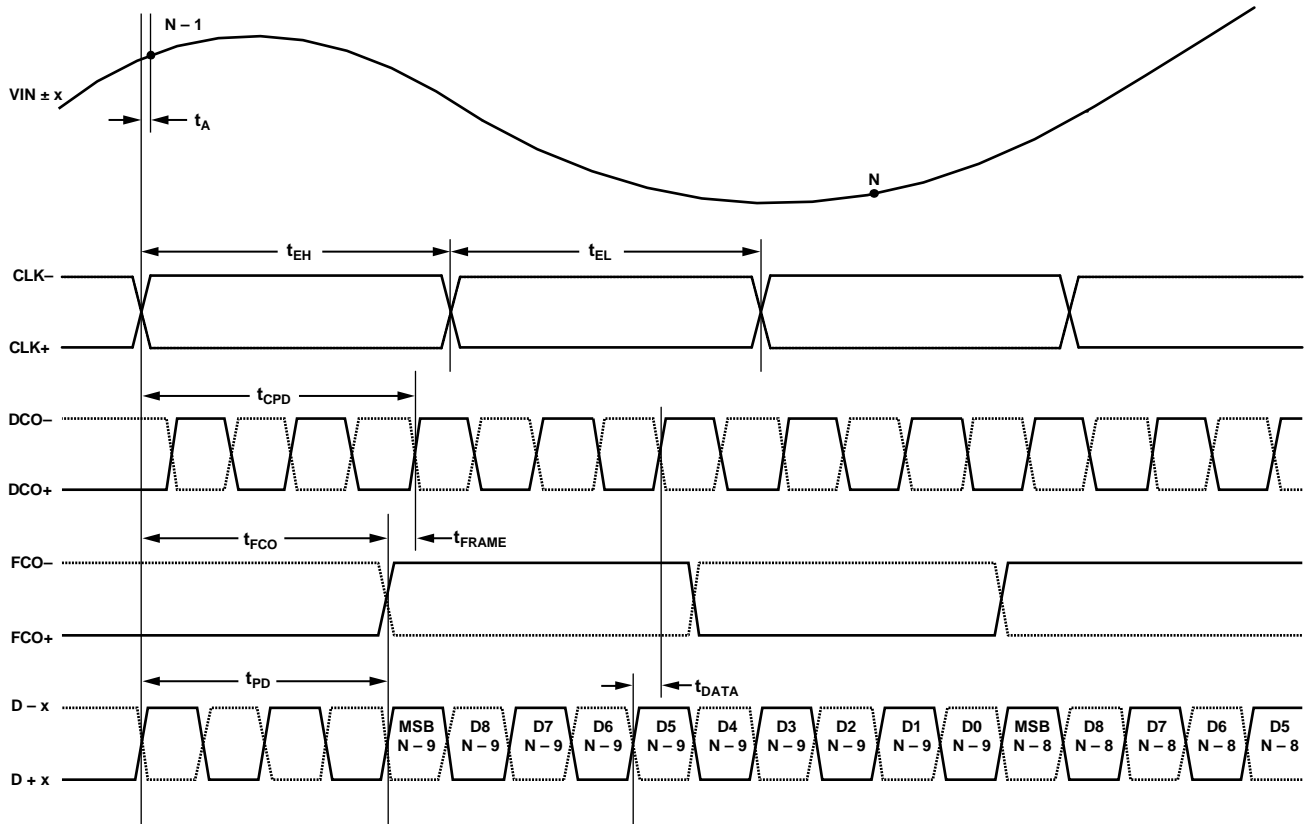 N – 1
VIN ± x
tA
N
tEH
tEL
CLK–
CLK+
tCPD
DCO–
DCO+
tFCO
tFRAME
FCO–
FCO+
tPD
tDATA
D – x
MSB N – 9
D8 N – 9
D7 N – 9
D6 N – 9
D5 N – 9
D4 N – 9
D3 N – 9
D2 N – 9
D1 N – 9
D0 N – 9
MSB N – 8
D8 N – 8
D7 N – 8
D6 N – 8
D5 N – 8
D + x